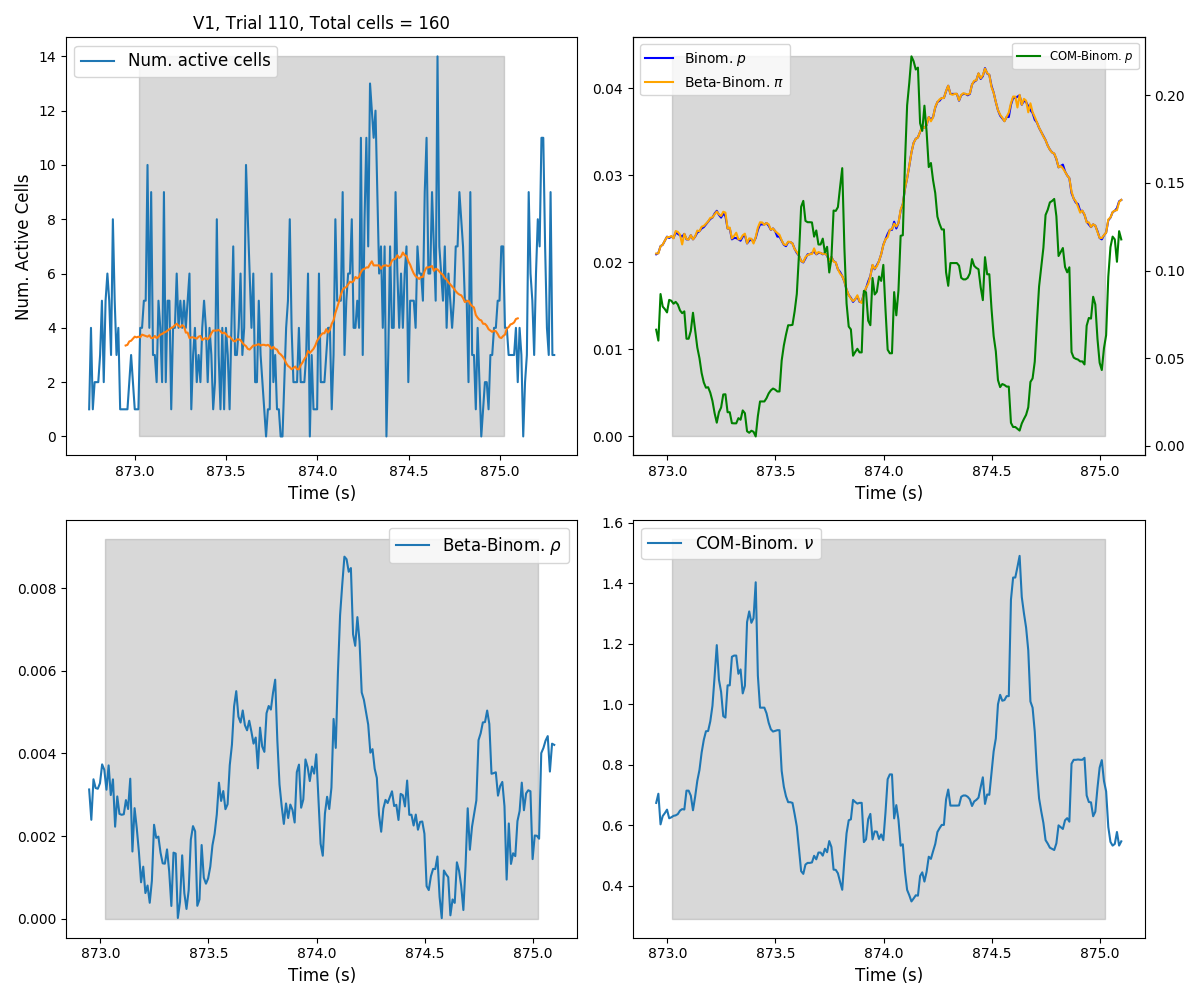 V1, Trial 110, Total cells = 160
Num. active cells
14
12
10
8
6
4
2
0
Num. Active Cells
873.0 873.5 874.0 874.5 875.0
Time (s)
Binom. p
Beta-Binom. π
COM-Binom. p
0.04
0.03
0.02
0.01
0.00
0.20
0.15
0.10
0.05
0.00
873.0 873.5 874.0 874.5 875.0
Time (s)
Beta-Binom. ρ
0.008
0.006
0.004
0.002
0.000
873.0 873.5 874.0 874.5 875.0
Time (s)
COM-Binom. ν
1.6
1.4
1.2
1.0
0.8
0.6
0.4
873.0 873.5 874.0 874.5 875.0
Time (s)